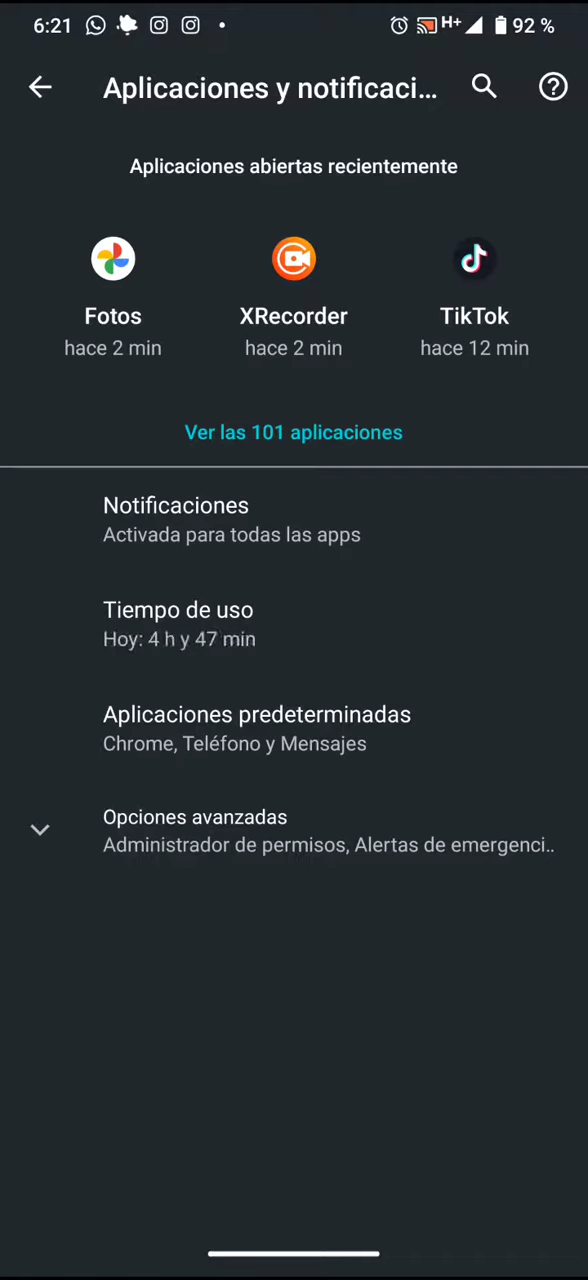 6:21 H+ 92 %
Aplicaciones y notificaci...
Aplicaciones abiertas recientemente
Fotos XRecorder TikTok
hace 2 min hace 2 min hace 12 min
Ver las 101 aplicaciones
Notificaciones
Activada para todas las apps
Tiempo de uso
Hoy: 4 h y 47 min
Aplicaciones predeterminadas
Chrome, Teléfono y Mensajes
Opciones avanzadas
Administrador de permisos, Alertas de emergenci..